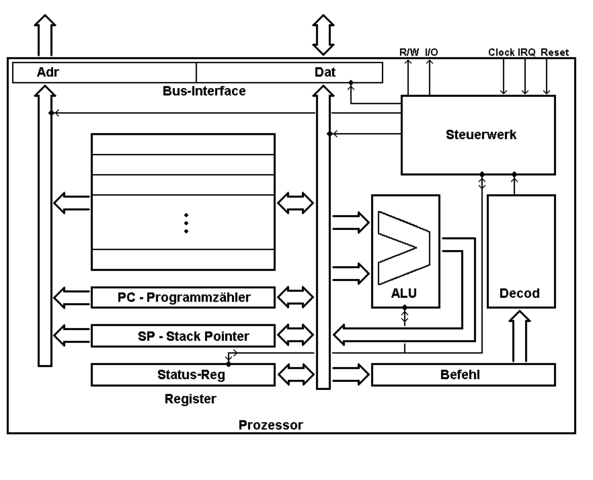 R/W I/O Clock IRQ Reset
Adr Dat
Bus-Interface
Steuerwerk
PC - Programmzähler ALU Decod
SP - Stack Pointer
Status-Reg Befehl
Register
Prozessor